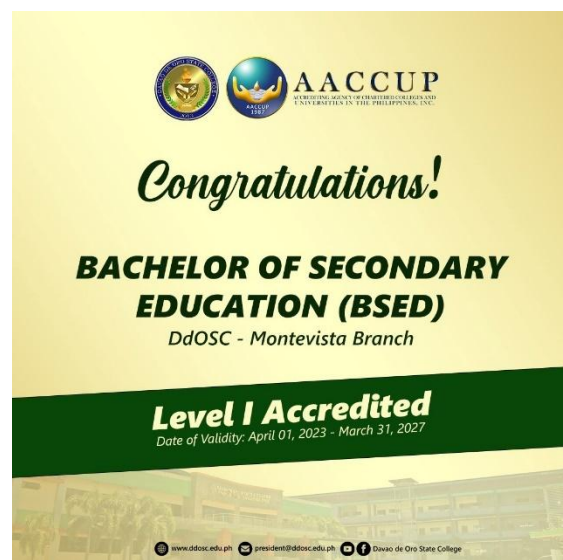 AACCUP
ACCREDITING AGENCY OF CHARTERED COLLEGES AND
UNIVERSITIES IN THE PHILIPPINES, INC.
AACCUP
1987
Congratulations!
BACHELOR OF SECONDARY
EDUCATION (BSED)
DdOSC - Montevista Branch
Level I Accredited
Date of Validity: April 01, 2023 - March 31, 2027
www.ddosc.edu.ph president@ddosc.edu.ph Davao de Oro State College